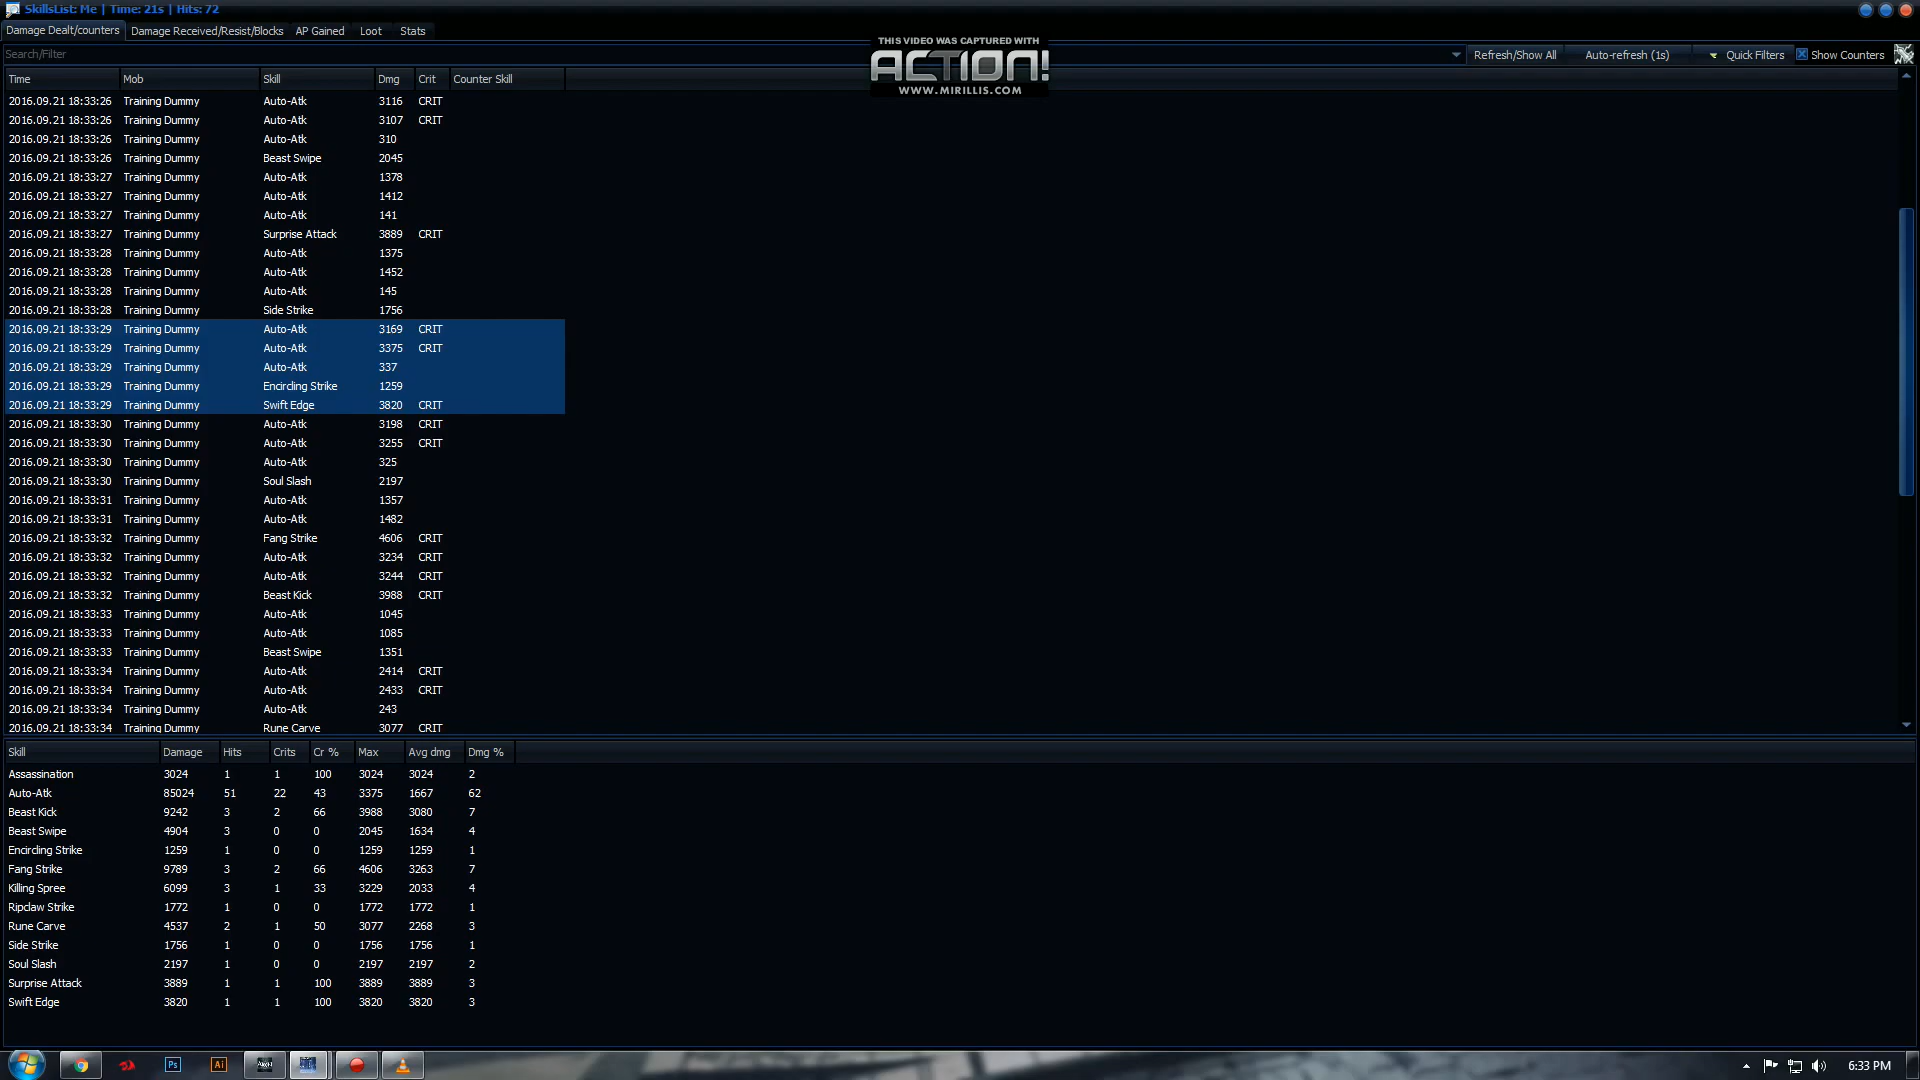 SkillsList: Me | Time: 21s | Hits: 72
Damage Dealt/counters Damage Received/Resist/Blocks AP Gained Loot Stats
THIS VIDEO WAS CAPTURED WITH
ACTION!
WWW.MIRILLIS.COM
Search/Filter Refresh/Show All Auto-refresh (1s) Quick Filters Show Counters
Time Mob Skill Dmg Crit Counter Skill
2016.09.21 18:33:26 Training Dummy Auto-Atk 3116 CRIT
2016.09.21 18:33:26 Training Dummy Auto-Atk 3107 CRIT
2016.09.21 18:33:26 Training Dummy Auto-Atk 310
2016.09.21 18:33:26 Training Dummy Beast Swipe 2045
2016.09.21 18:33:27 Training Dummy Auto-Atk 1378
2016.09.21 18:33:27 Training Dummy Auto-Atk 1412
2016.09.21 18:33:27 Training Dummy Auto-Atk 141
2016.09.21 18:33:27 Training Dummy Surprise Attack 3889 CRIT
2016.09.21 18:33:28 Training Dummy Auto-Atk 1375
2016.09.21 18:33:28 Training Dummy Auto-Atk 1452
2016.09.21 18:33:28 Training Dummy Auto-Atk 145
2016.09.21 18:33:28 Training Dummy Side Strike 1756
2016.09.21 18:33:29 Training Dummy Auto-Atk 3169 CRIT
2016.09.21 18:33:29 Training Dummy Auto-Atk 3375 CRIT
2016.09.21 18:33:29 Training Dummy Auto-Atk 337
2016.09.21 18:33:29 Training Dummy Encircling Strike 1259
2016.09.21 18:33:29 Training Dummy Swift Edge 3820 CRIT
2016.09.21 18:33:30 Training Dummy Auto-Atk 3198 CRIT
2016.09.21 18:33:30 Training Dummy Auto-Atk 3255 CRIT
2016.09.21 18:33:30 Training Dummy Auto-Atk 325
2016.09.21 18:33:30 Training Dummy Soul Slash 2197
2016.09.21 18:33:31 Training Dummy Auto-Atk 1357
2016.09.21 18:33:31 Training Dummy Auto-Atk 1482
2016.09.21 18:33:32 Training Dummy Fang Strike 4606 CRIT
2016.09.21 18:33:32 Training Dummy Auto-Atk 3234 CRIT
2016.09.21 18:33:32 Training Dummy Auto-Atk 3244 CRIT
2016.09.21 18:33:32 Training Dummy Beast Kick 3988 CRIT
2016.09.21 18:33:33 Training Dummy Auto-Atk 1045
2016.09.21 18:33:33 Training Dummy Auto-Atk 1085
2016.09.21 18:33:33 Training Dummy Beast Swipe 1351
2016.09.21 18:33:34 Training Dummy Auto-Atk 2414 CRIT
2016.09.21 18:33:34 Training Dummy Auto-Atk 2433 CRIT
2016.09.21 18:33:34 Training Dummy Auto-Atk 243
2016.09.21 18:33:34 Training Dummy Rune Carve 3077 CRIT
Skill Damage Hits Crits Cr % Max Avg dmg Dmg %
Assassination 3024 1 1 100 3024 3024 2
Auto-Atk 85024 51 22 43 3375 1667 62
Beast Kick 9242 3 2 66 3988 3080 7
Beast Swipe 4904 3 0 0 2045 1634 4
Encircling Strike 1259 1 0 0 1259 1259 1
Fang Strike 9789 3 2 66 4606 3263 7
Killing Spree 6099 3 1 33 3229 2033 4
Ripclaw Strike 1772 1 0 0 1772 1772 1
Rune Carve 4537 2 1 50 3077 2268 3
Side Strike 1756 1 0 0 1756 1756 1
Soul Slash 2197 1 0 0 2197 2197 2
Surprise Attack 3889 1 1 100 3889 3889 3
Swift Edge 3820 1 1 100 3820 3820 3
Ps Ai 6:33 PM